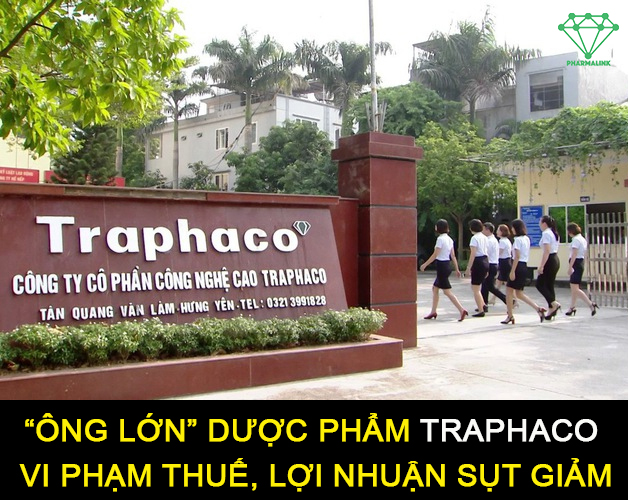 PHARMALINK
Traphaco
CÔNG TY CỔ PHẦN CÔNG NGHỆ CAO TRAPHACO
TÂN QUANG VĂN LÂM-HƯNG YÊN-TEL: 0321 3991828
“ÔNG LỚN” DƯỢC PHẨM TRAPHACO
VI PHẠM THUẾ, LỢI NHUẬN SỤT GIẢM